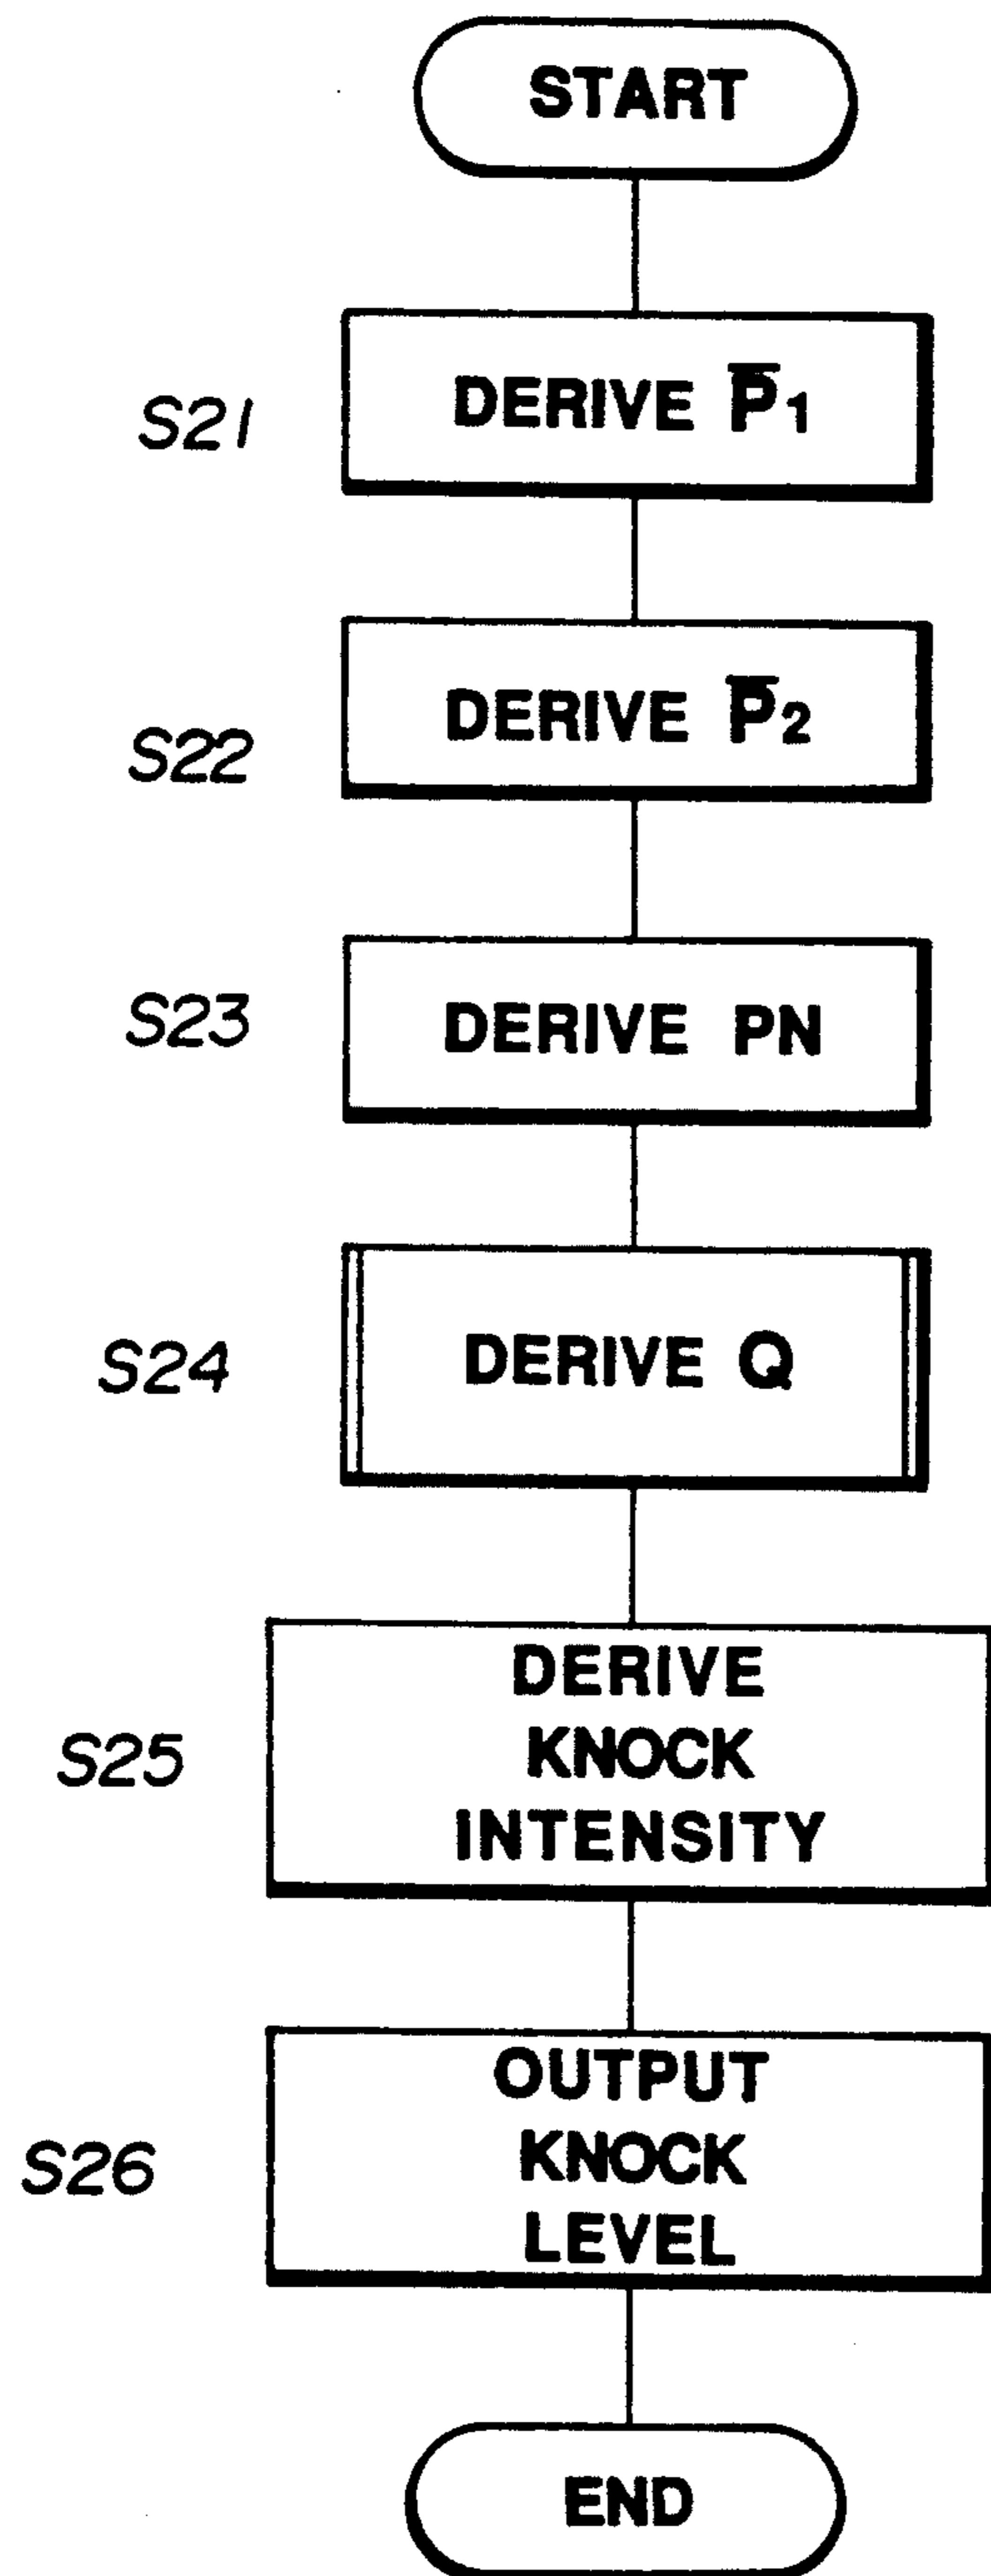 START
S21
DERIVE P̅1
S22
DERIVE P̅2
S23
DERIVE PN
S24
DERIVE Q
S25
DERIVE
KNOCK
INTENSITY
S26
OUTPUT
KNOCK
LEVEL
END